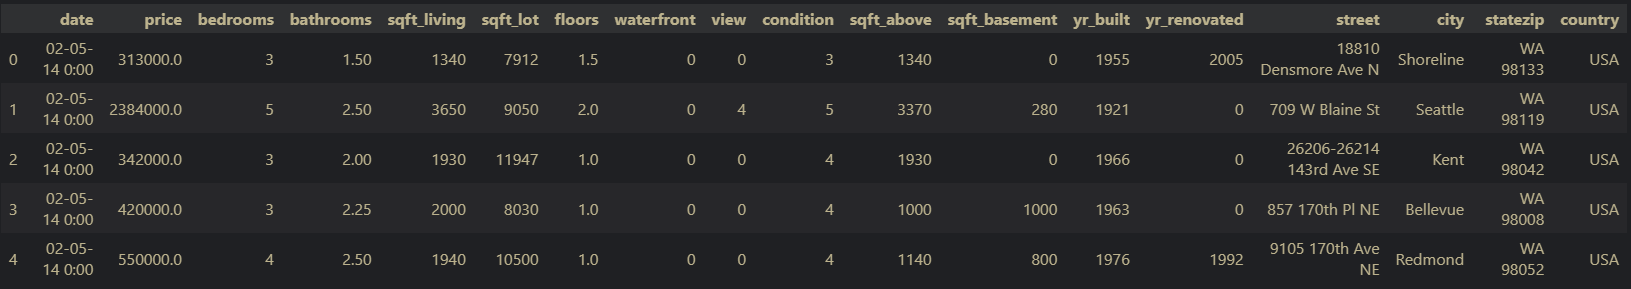 date price bedrooms bathrooms sqft_living sqft_lot floors waterfront view condition sqft_above sqft_basement yr_built yr_renovated street city statezip country
02-05- 18810 WA
0 313000.0 3 1.50 1340 7912 1.5 0 0 3 1340 0 1955 2005 Shoreline USA
14 0:00 Densmore Ave N 98133
02-05- WA
1 2384000.0 5 2.50 3650 9050 2.0 0 4 5 3370 280 1921 0 709 W Blaine St Seattle USA
14 0:00 98119
02-05- 26206-26214 WA
2 342000.0 3 2.00 1930 11947 1.0 0 0 4 1930 0 1966 0 Kent USA
14 0:00 143rd Ave SE 98042
02-05- WA
3 420000.0 3 2.25 2000 8030 1.0 0 0 4 1000 1000 1963 0 857 170th Pl NE Bellevue USA
14 0:00 98008
02-05- 9105 170th Ave WA
4 550000.0 4 2.50 1940 10500 1.0 0 0 4 1140 800 1976 1992 Redmond USA
14 0:00 NE 98052